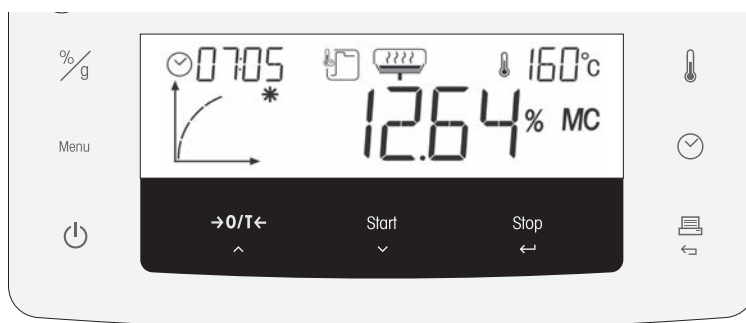 %/g
07:05
160°c
*
12.64% MC
Menu
→0/T←
Start
Stop